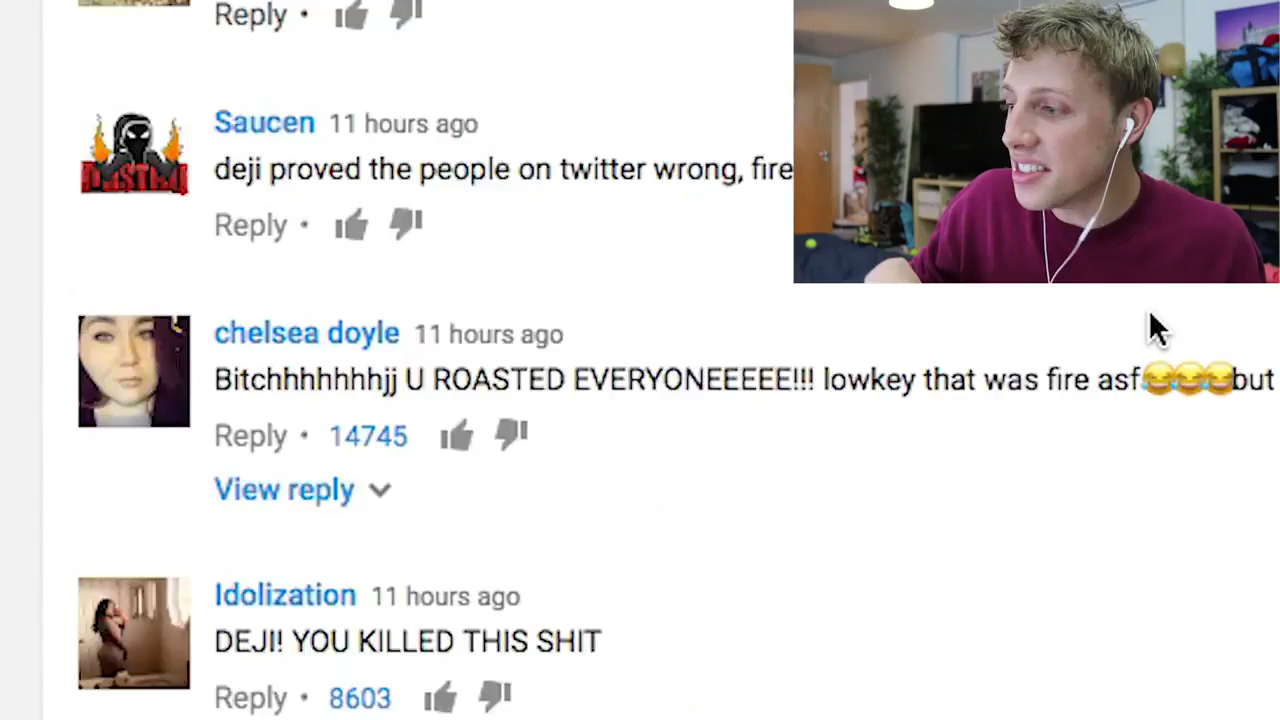 Reply •
Saucen 11 hours ago
deji proved the people on twitter wrong, fire
Reply •
chelsea doyle 11 hours ago
Bitchhhhhhhjj U ROASTED EVERYONEEEEE!!! lowkey that was fire asf😂😂😂but
Reply • 14745
View reply
Idolization 11 hours ago
DEJI! YOU KILLED THIS SHIT
Reply • 8603